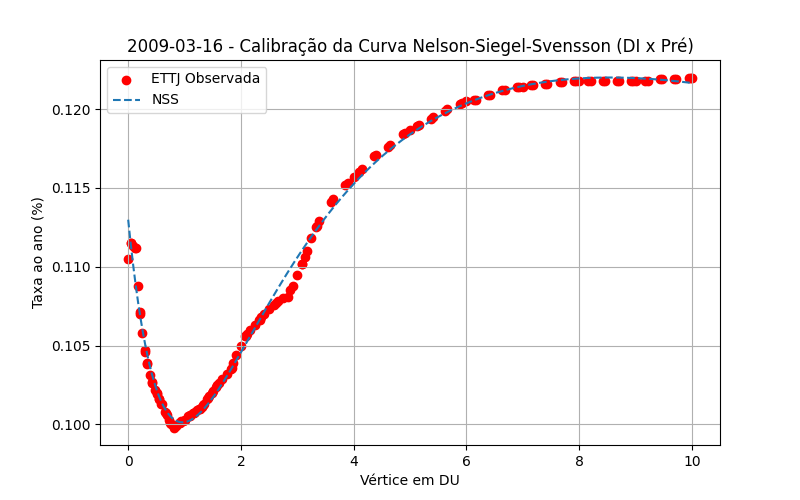 2009-03-16 - Calibração da Curva Nelson-Siegel-Svensson (DI x Pré)
ETTJ Observada
NSS
Taxa ao ano (%)
0.120
0.115
0.110
0.105
0.100
0 2 4 6 8 10
Vértice em DU